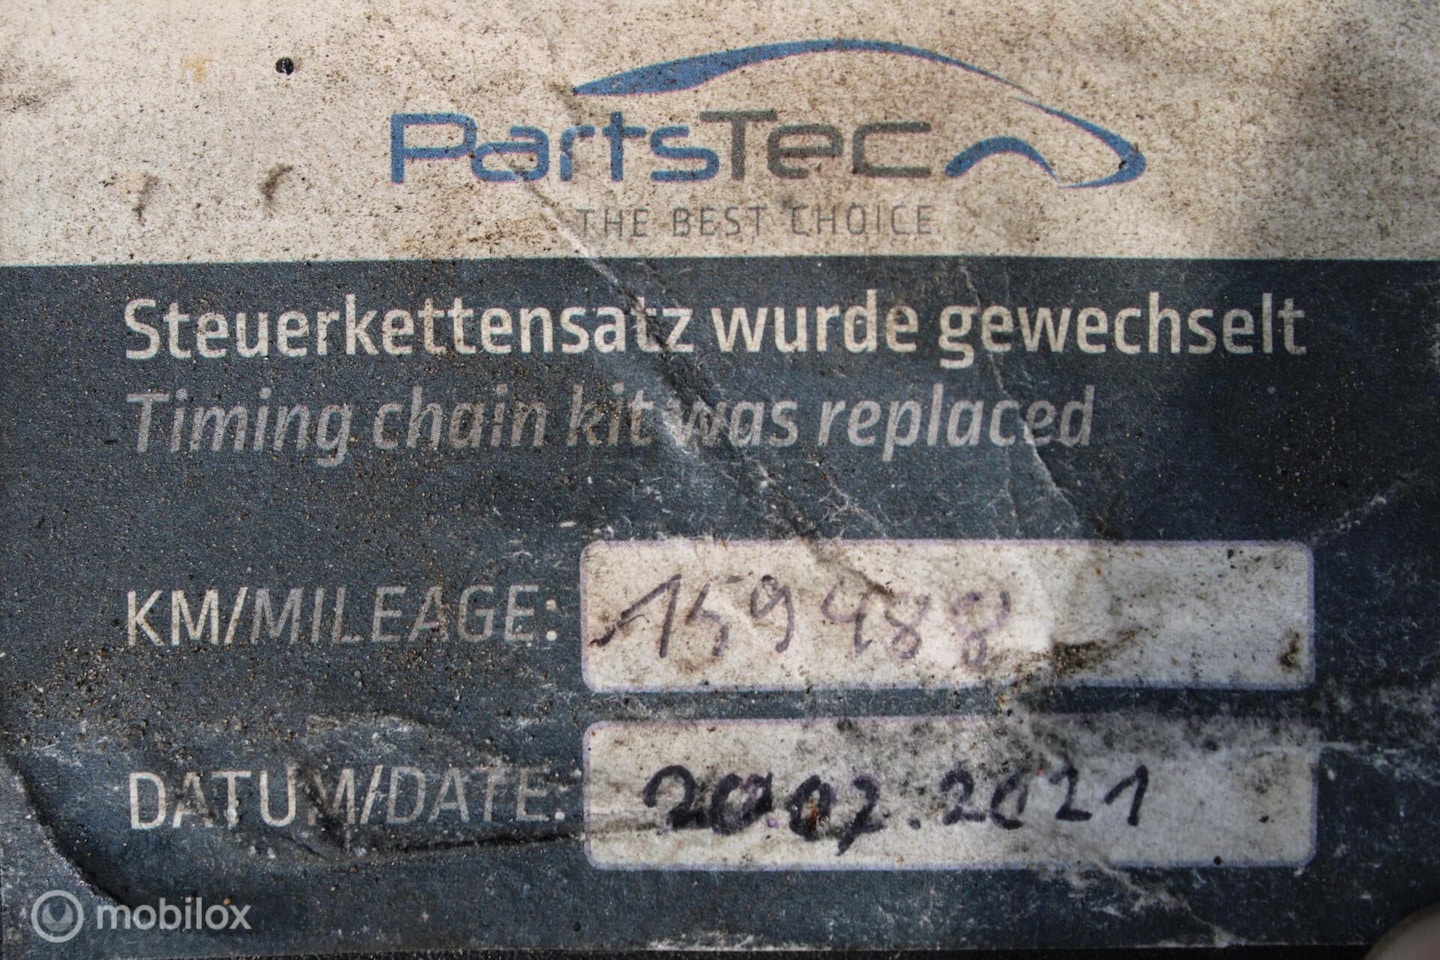 PartsTec
THE BEST CHOICE
Steuerkettensatz wurde gewechselt
Timing chain kit was replaced
KM/MILEAGE: 159488
DATUM/DATE: 20.07.2021
mobilox